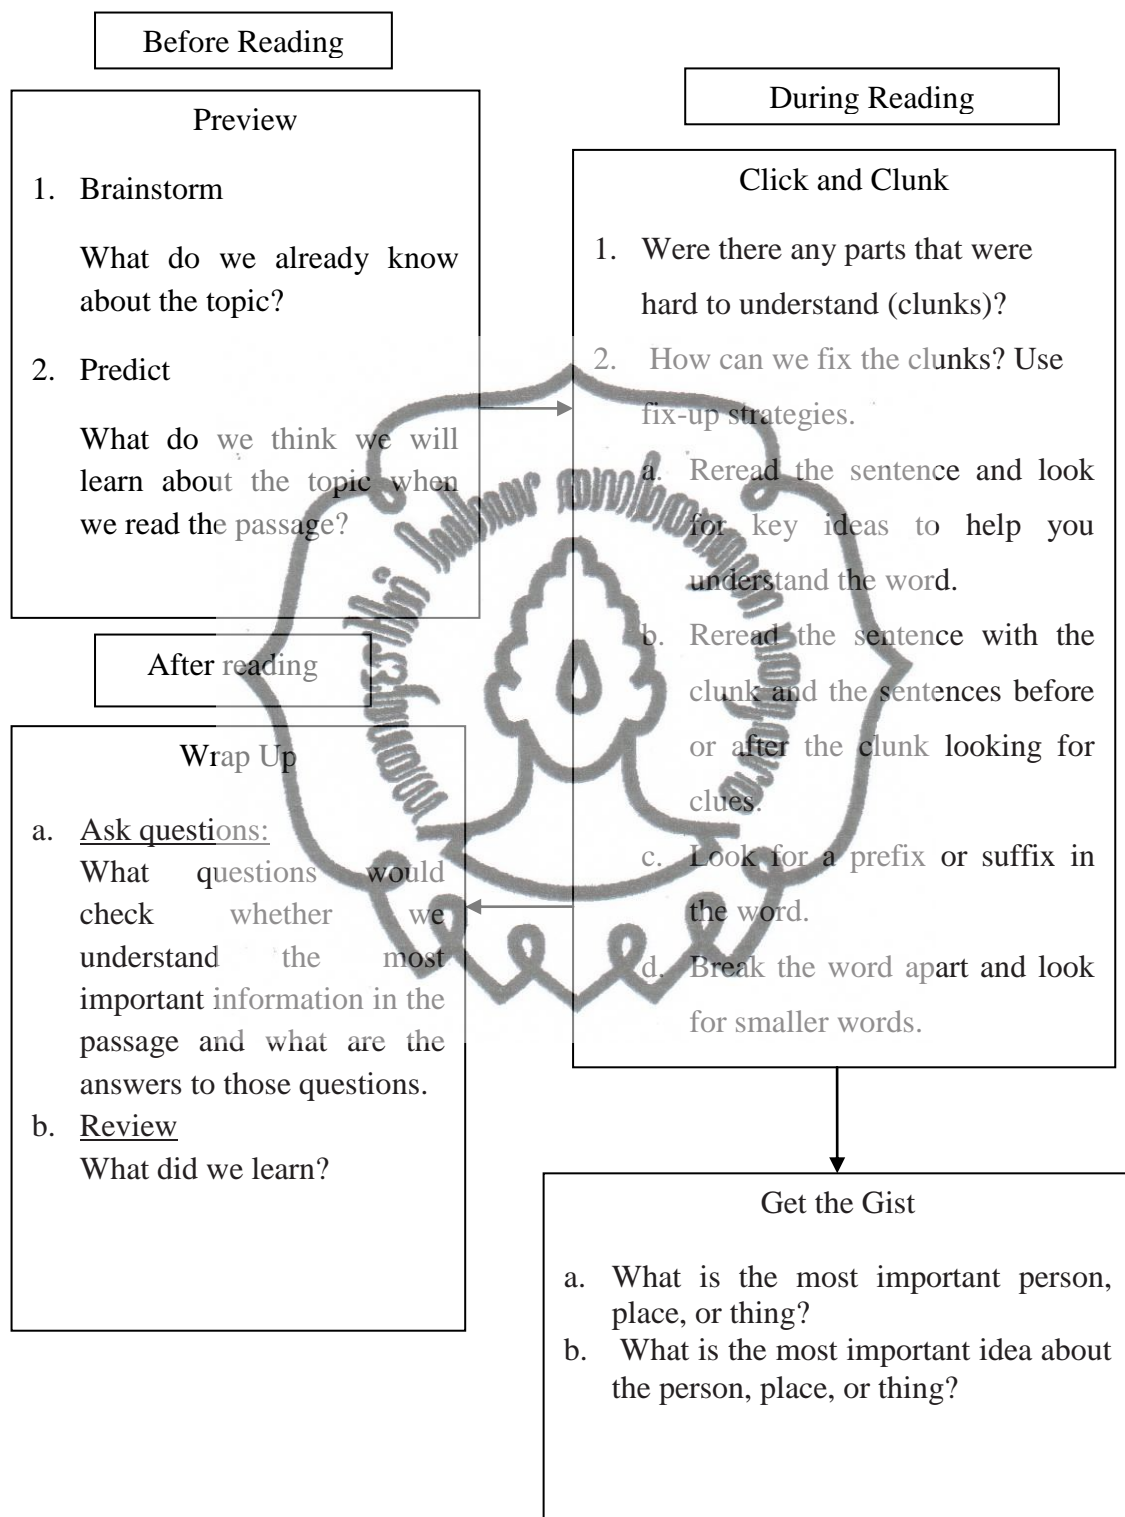 Before Reading
Preview
1. Brainstorm
What do we already know
about the topic?
2. Predict
What do we think we will
learn about the topic when
we read the passage?
During Reading
Click and Clunk
1. Were there any parts that were
hard to understand (clunks)?
2. How can we fix the clunks? Use
fix-up strategies.
a. Reread the sentence and look
for key ideas to help you
understand the word.
b. Reread the sentence with the
clunk and the sentences before
or after the clunk looking for
clues.
c. Look for a prefix or suffix in
the word.
d. Break the word apart and look
for smaller words.
Get the Gist
a. What is the most important person,
place, or thing?
b. What is the most important idea about
the person, place, or thing?
After reading
Wrap Up
a. Ask questions:
What questions would
check whether we
understand the most
important information in the
passage and what are the
answers to those questions.
b. Review
What did we learn?